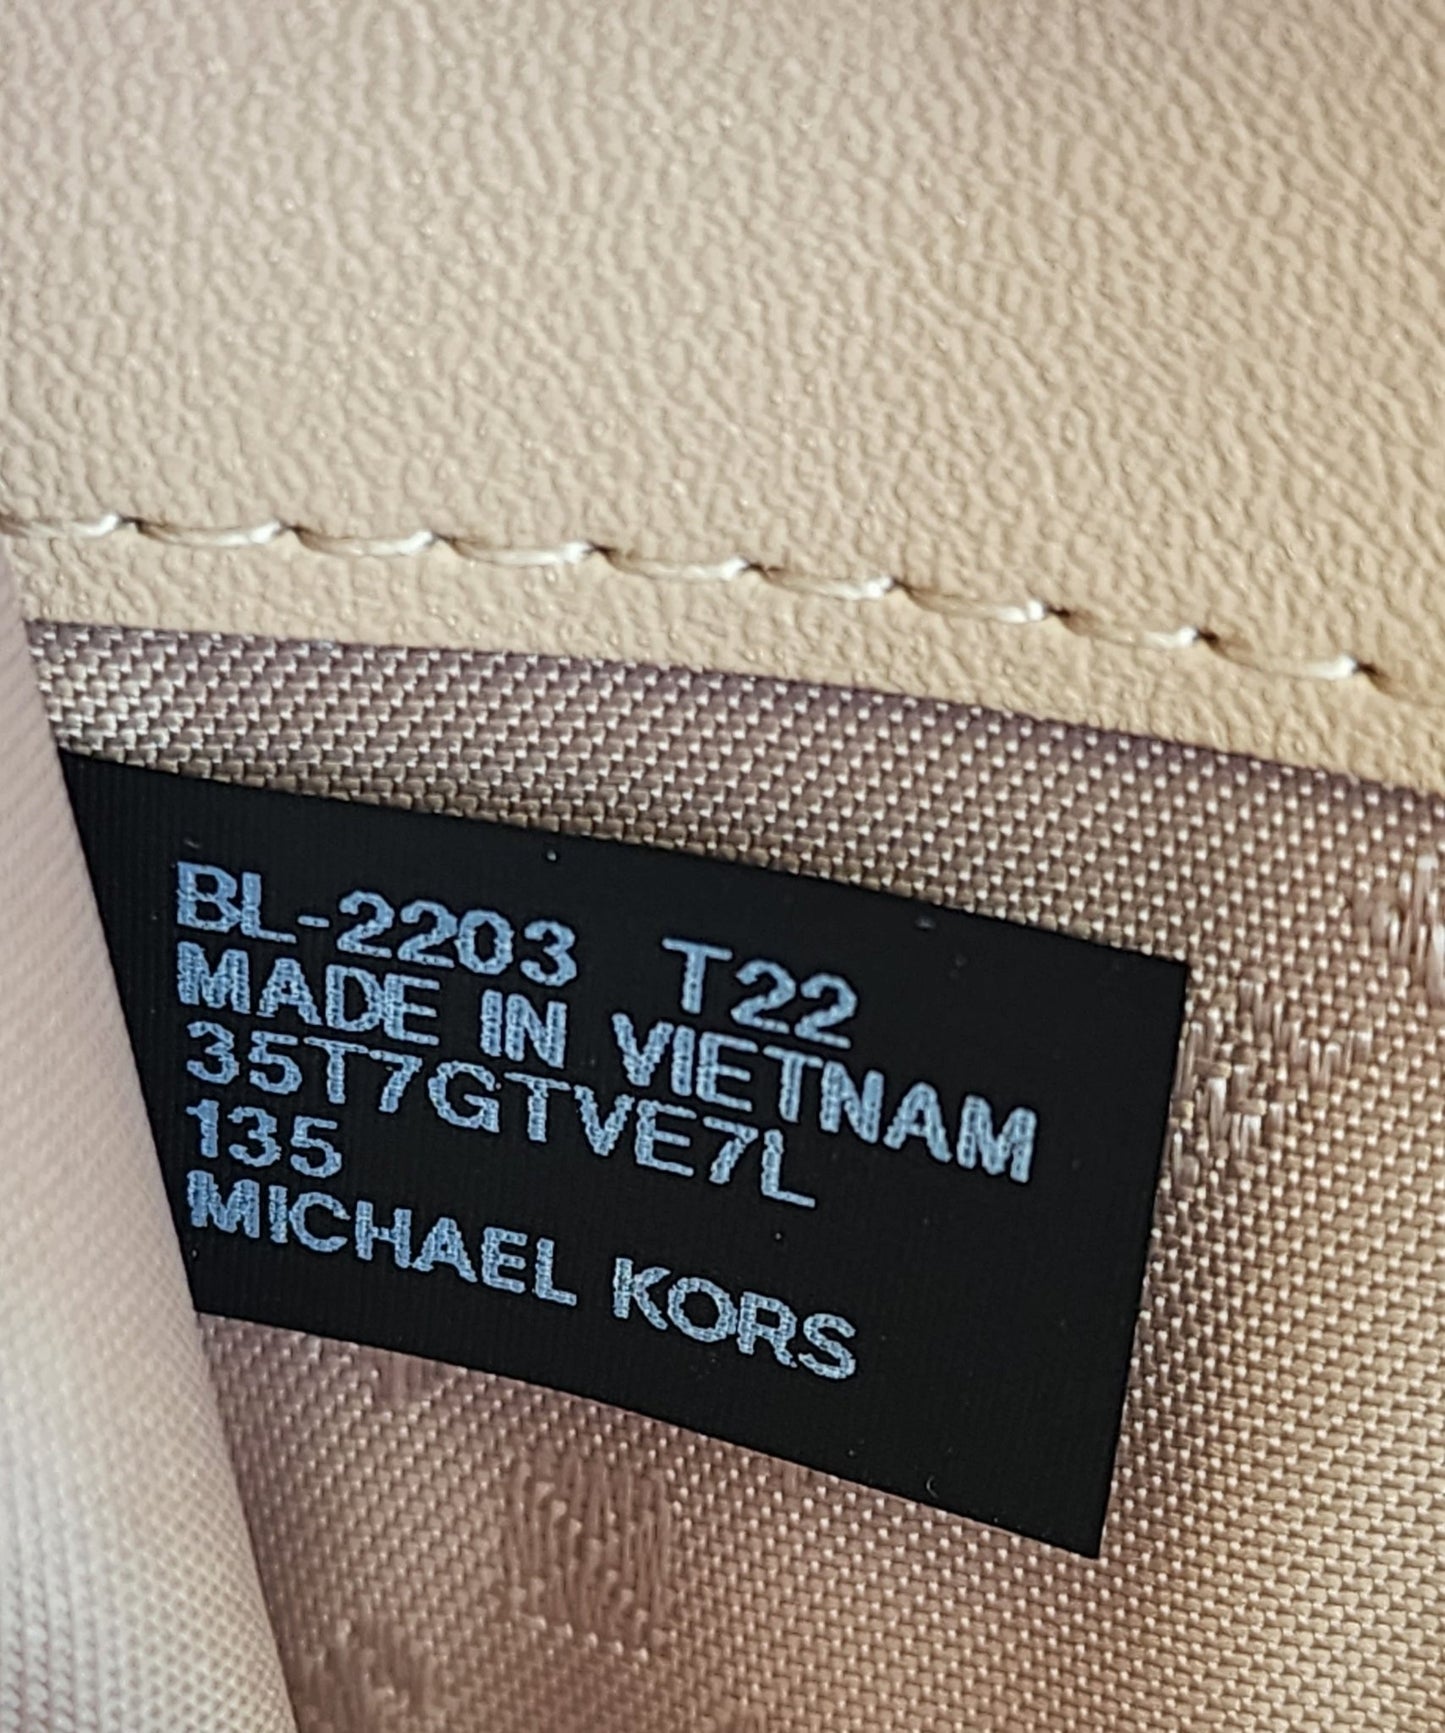 BL-2203 T22
MADE IN VIETNAM
35T7GTVE7L
135
MICHAEL KORS